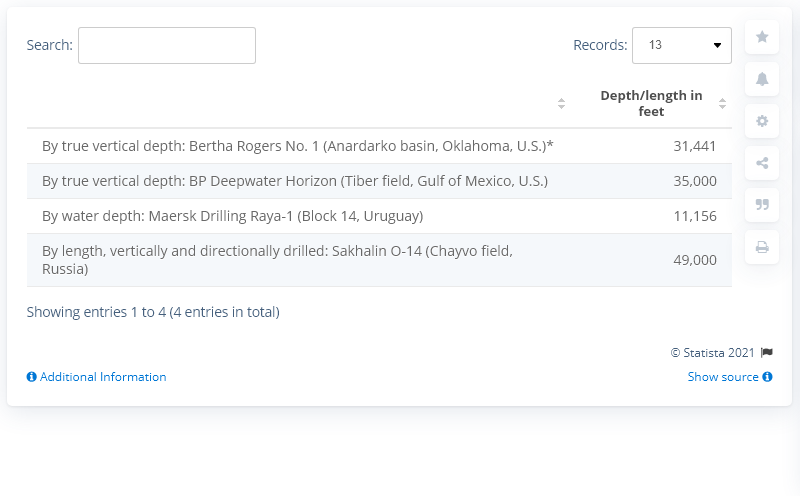 Search:
Records: 13
Depth/length in
feet
By true vertical depth: Bertha Rogers No. 1 (Anardarko basin, Oklahoma, U.S.)* 31,441
By true vertical depth: BP Deepwater Horizon (Tiber field, Gulf of Mexico, U.S.) 35,000
By water depth: Maersk Drilling Raya-1 (Block 14, Uruguay) 11,156
By length, vertically and directionally drilled: Sakhalin O-14 (Chayvo field,
Russia) 49,000
Showing entries 1 to 4 (4 entries in total)
© Statista 2021
Additional Information Show source